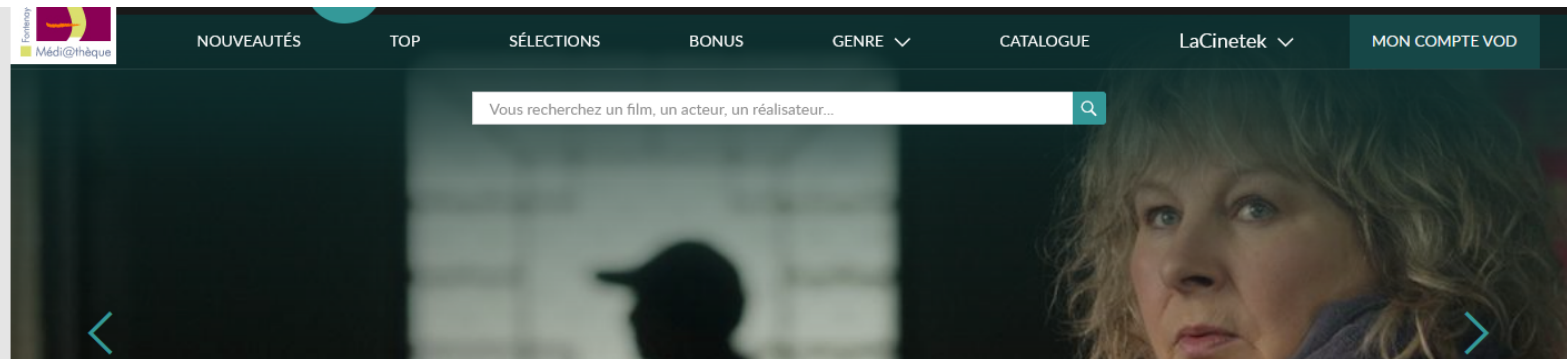 Fontenay
Médi@thèque
NOUVEAUTÉS
TOP
SÉLECTIONS
BONUS
GENRE
CATALOGUE
LaCinetek
MON COMPTE VOD
Vous recherchez un film, un acteur, un réalisateur...